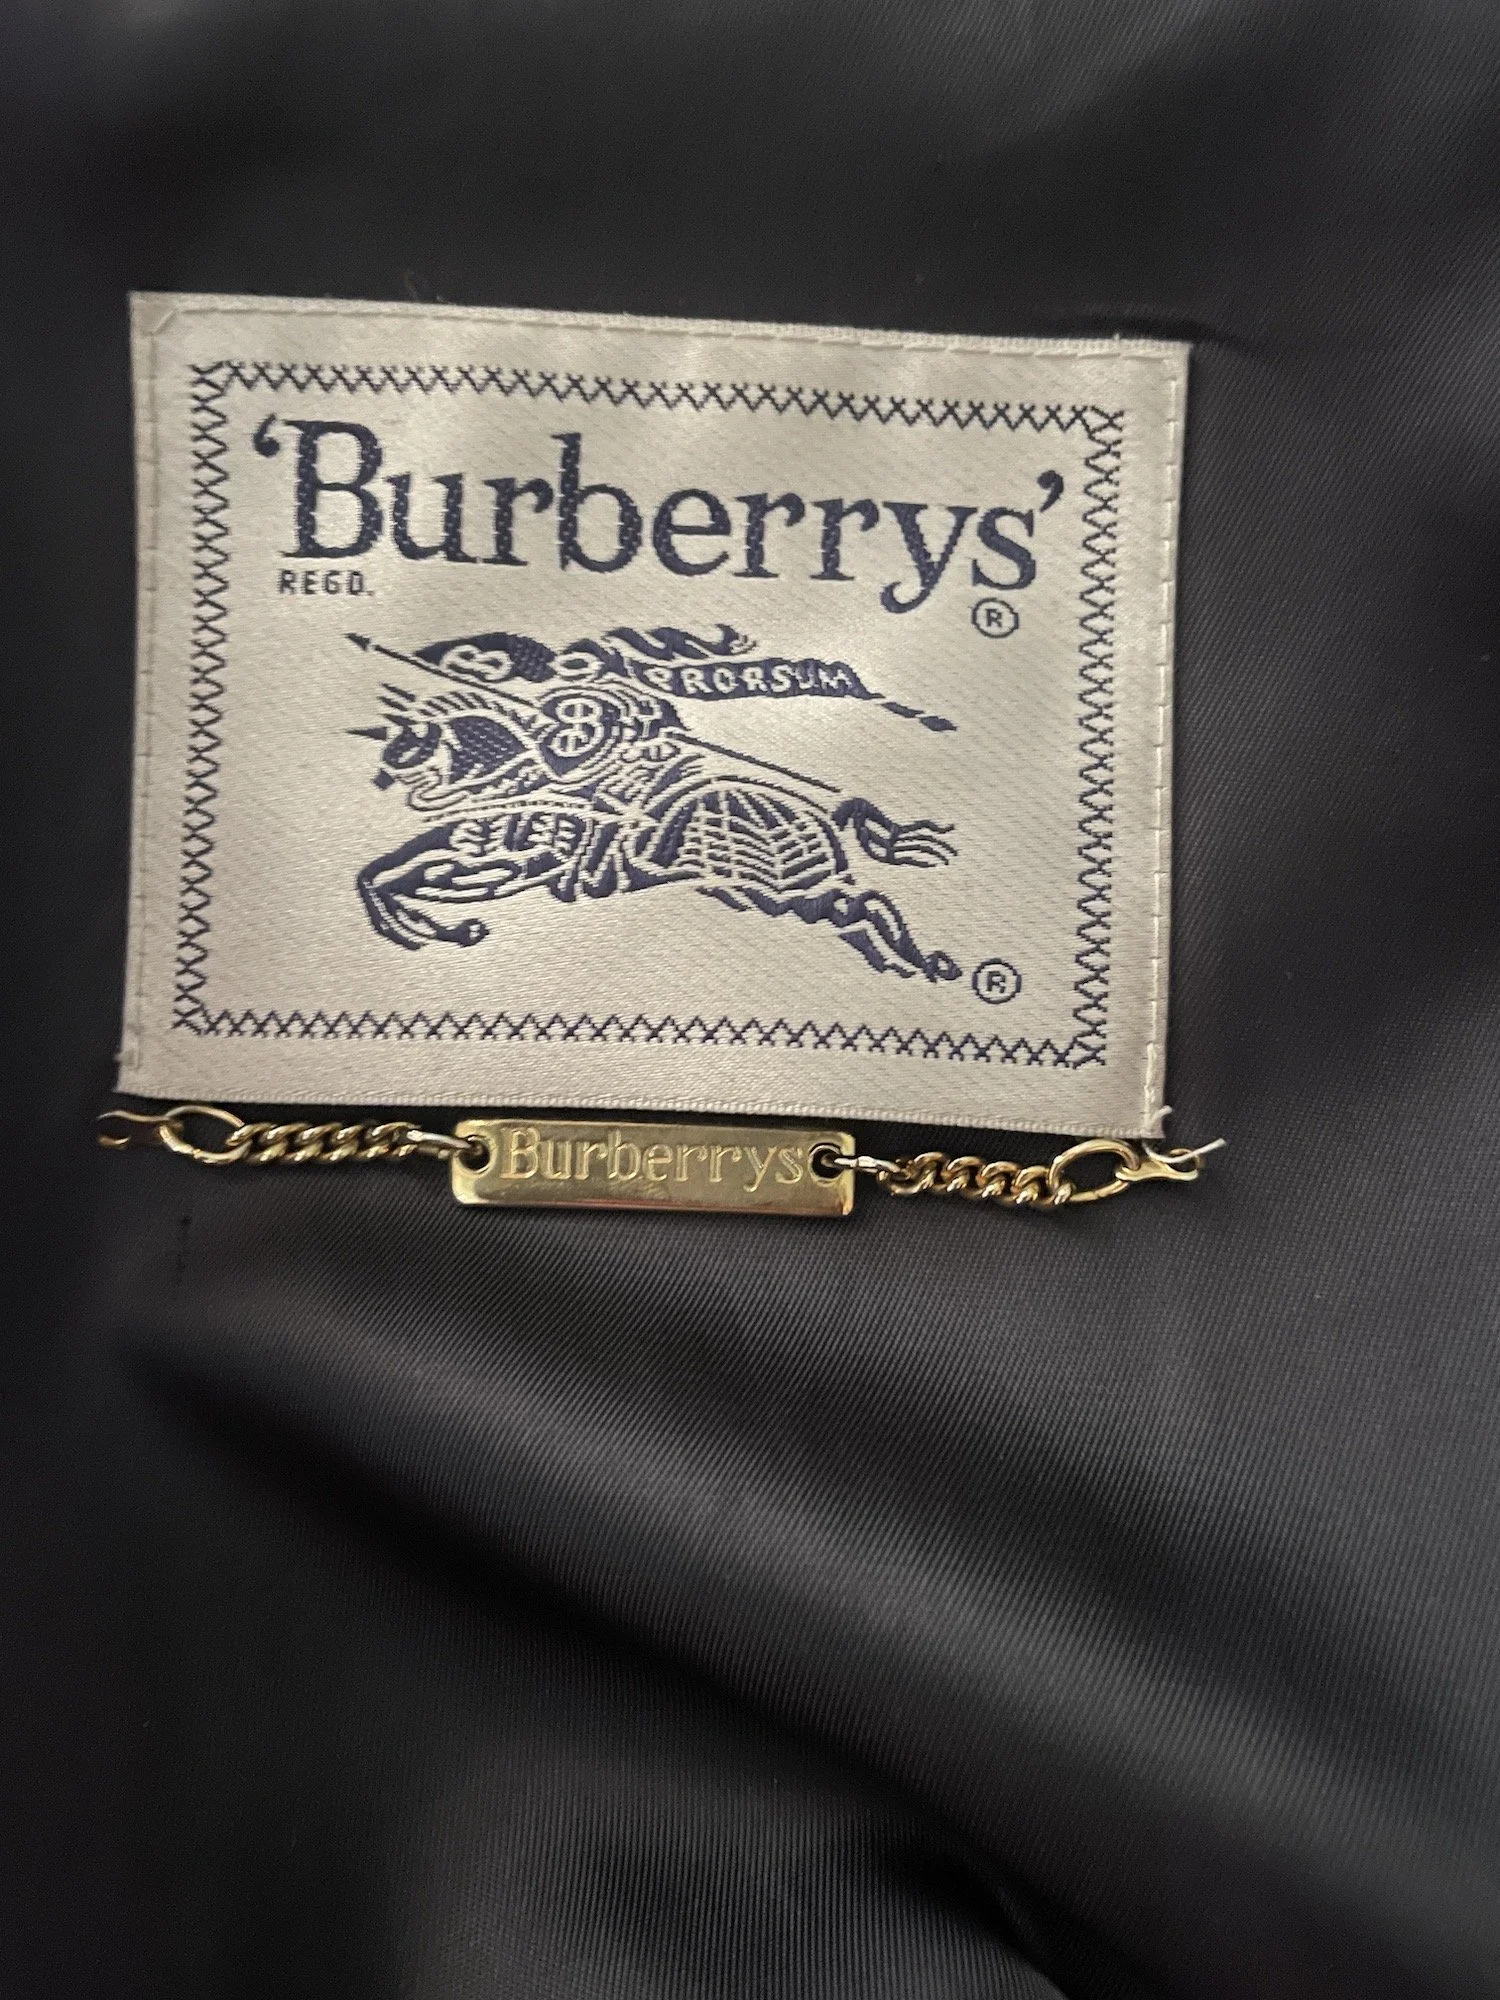 'Burberrys'
REGD.
®
PRORSUM
B
®
Burberrys